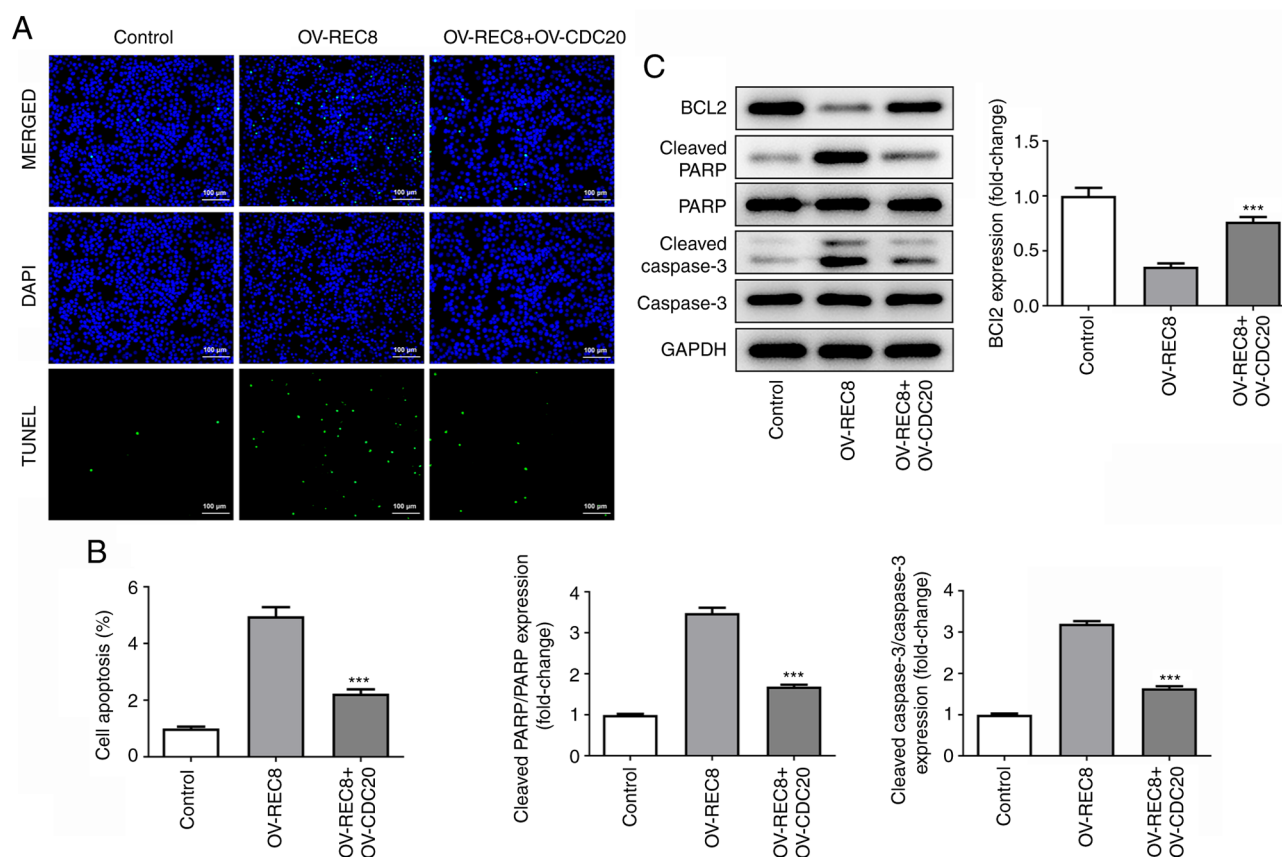 A
Control
OV-REC8
OV-REC8+OV-CDC20
MERGED
100 µm
100 µm
100 µm
DAPI
100 µm
100 µm
100 µm
TUNEL
100 µm
100 µm
100 µm
C
BCL2
Cleaved
PARP
PARP
Cleaved
caspase-3
Caspase-3
GAPDH
Control
OV-REC8
OV-REC8+
OV-CDC20
BCl2 expression (fold-change)
1.5
1.0
0.5
0.0
***
Control
OV-REC8
OV-REC8+
OV-CDC20
B
Cell apoptosis (%)
6
4
2
0
***
Control
OV-REC8
OV-REC8+
OV-CDC20
Cleaved PARP/PARP expression
(fold-change)
4
3
2
1
0
***
Control
OV-REC8
OV-REC8+
OV-CDC20
Cleaved caspase-3/caspase-3
expression (fold-change)
4
3
2
1
0
***
Control
OV-REC8
OV-REC8+
OV-CDC20